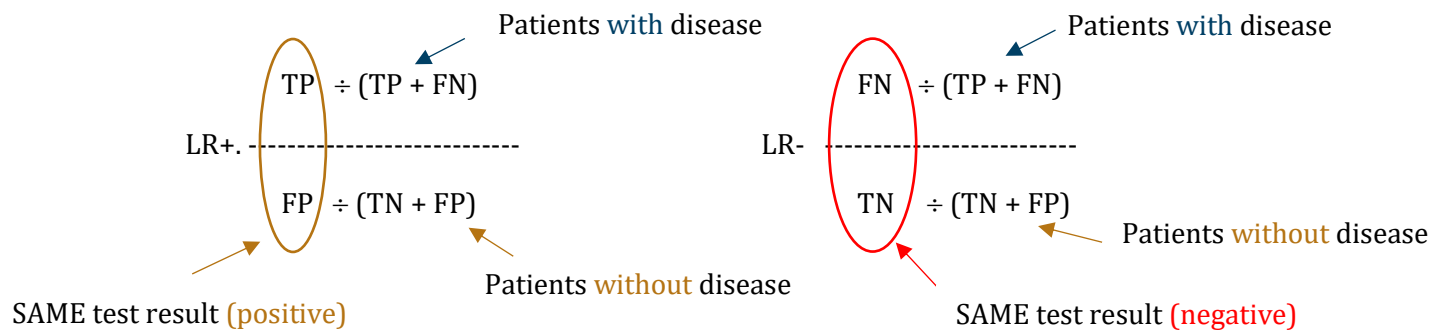 Patients with disease
TP ÷ (TP + FN)
LR+. ----------------------
FP ÷ (TN + FP)
Patients without disease
SAME test result (positive)
Patients with disease
FN ÷ (TP + FN)
LR- ---------------------
TN ÷ (TN + FP)
Patients without disease
SAME test result (negative)